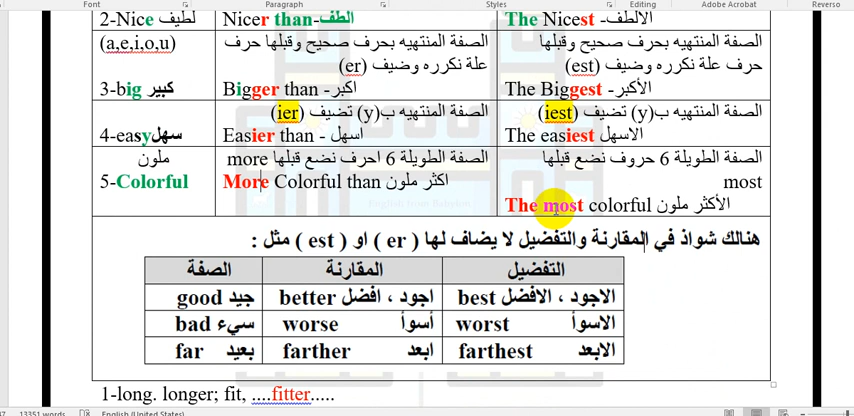 Font Paragraph Styles Editing Adobe Acrobat Reverso
2-Nice لطيف Nicer than-الطف The Nicest -الالطف
(a,e,i,o,u) الصفة المنتهيه بحرف صحيح وقبلها حرف الصفة المنتهيه بحرف صحيح وقبلها
علة نكرره وضيف (er) حرف علة نكرره وضيف (est)
3-big كبير Bigger than -اكبر The Biggest -الأكبر
الصفة المنتهيه ب(y) تضيف (ier) الصفة المنتهيه ب(y) تضيف (iest)
4-easyسهل Easier than - اسهل The easiest الاسهل
ملون الصفة الطويلة 6 احرف نضع قبلها more الصفة الطويلة 6 حروف نضع قبلها
most
5-Colorful More Colorful than اكثر ملون
The most colorful الأكثر ملون
English from Babylon
هنالك شواذ في المقارنة والتفضيل لا يضاف لها ( er ) او ( est ) مثل :
الصفة المقارنة التفضيل
جيد good اجود ، افضل better الاجود ، الافضل best
سيء bad أسوأ worse الاسوأ worst
بعيد far ابعد farther الابعد farthest
1-long. longer; fit, ....fitter.....
47 13351 words English (United States)